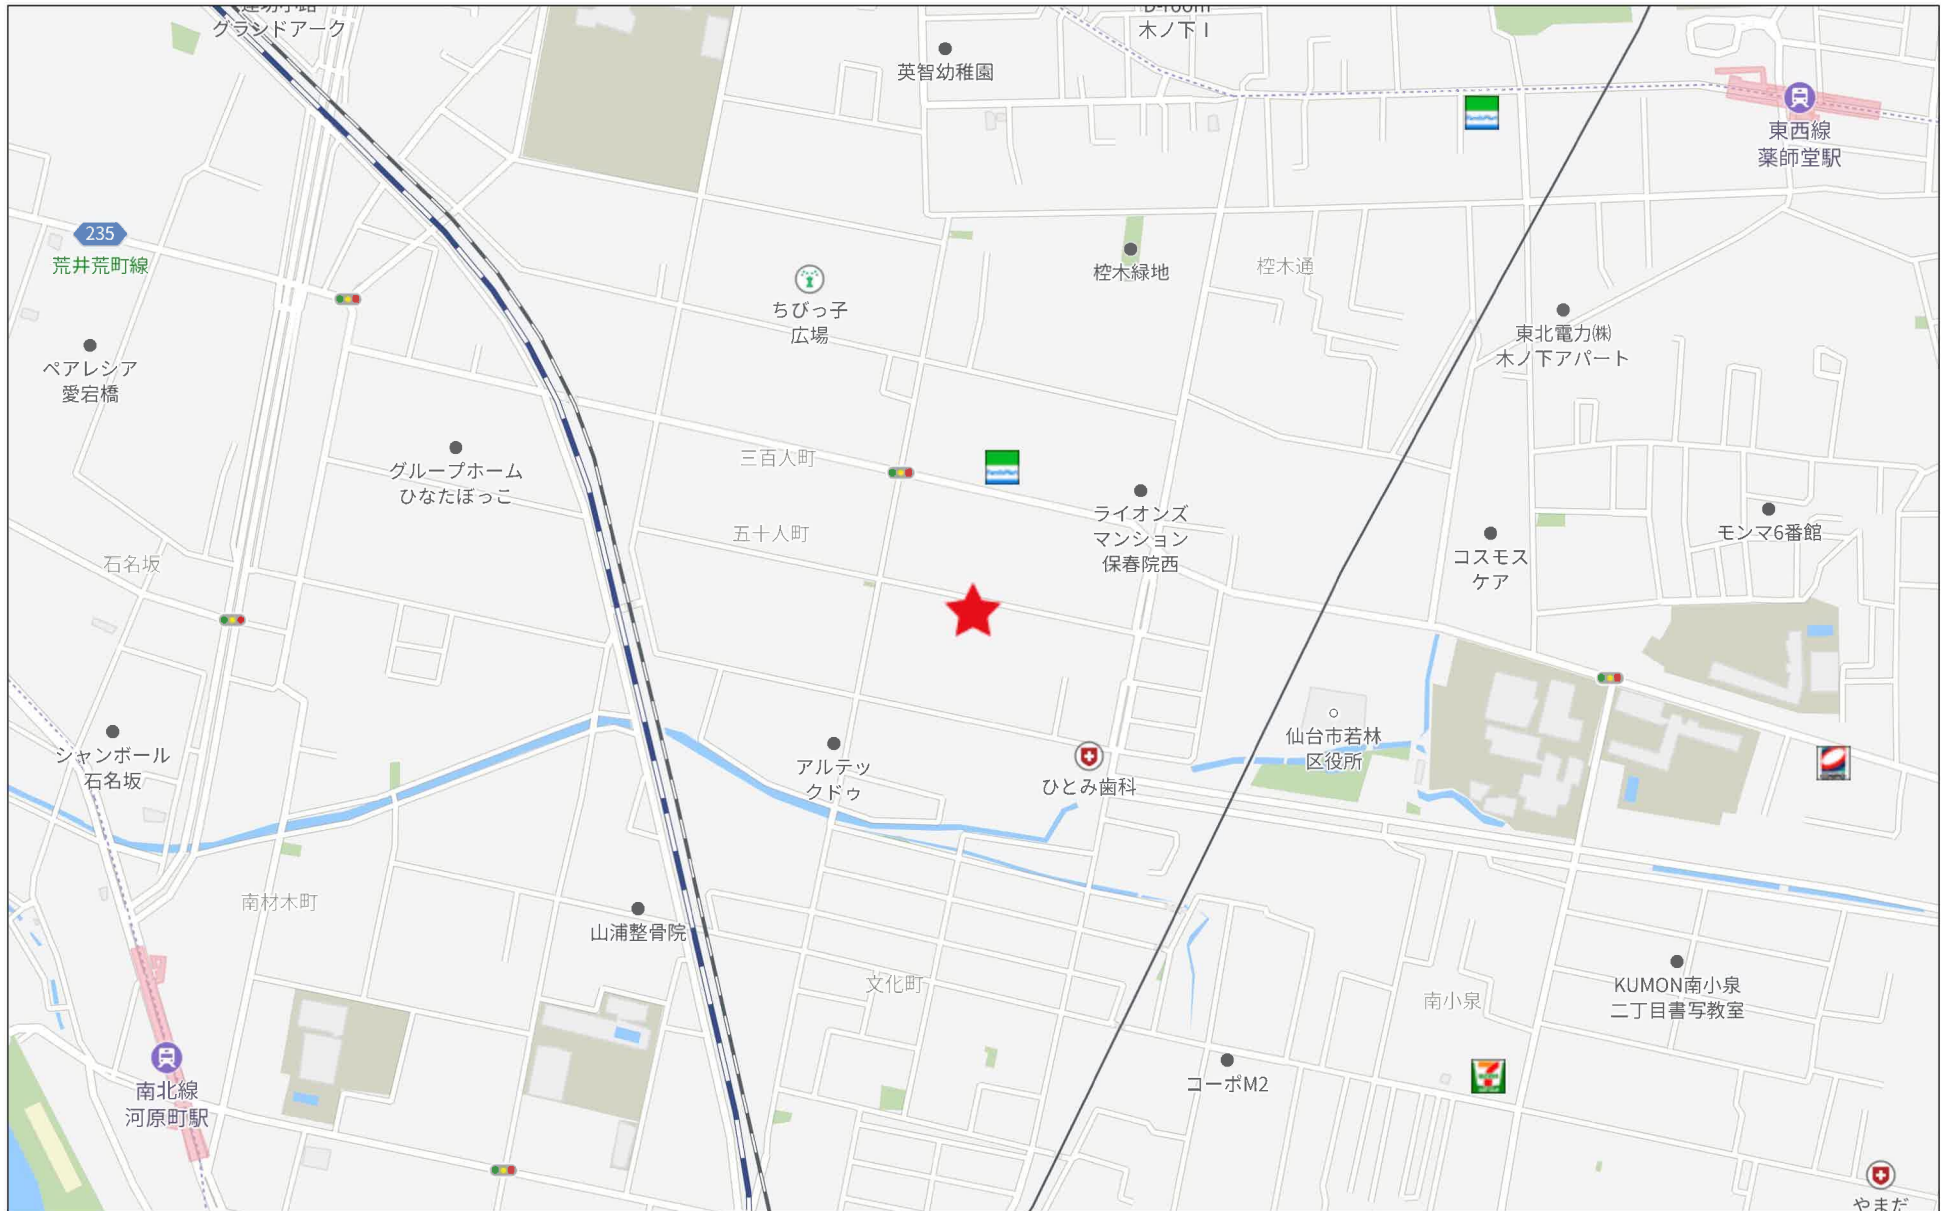 グランドアーク
D-room
木ノ下 I
英智幼稚園
東西線
薬師堂駅
235
荒井荒町線
椌木緑地
椌木通
ちびっ子
広場
東北電力㈱
木ノ下アパート
ペアレシア
愛宕橋
グループホーム
ひなたぼっこ
三百人町
FamilyMart
ライオンズ
マンション
保春院西
五十人町
コスモス
ケア
モンマ6番館
石名坂
シャンボール
石名坂
アルテッ
クドゥ
ひとみ歯科
仙台市若林
区役所
南材木町
山浦整骨院
文化町
南小泉
KUMON南小泉
二丁目書写教室
コーポM2
南北線
河原町駅
やまだ